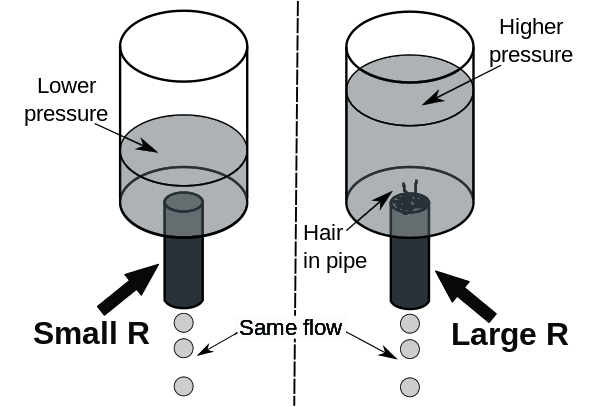 Lower
pressure
Small R
Higher
pressure
Hair
in pipe
Large R
Same flow